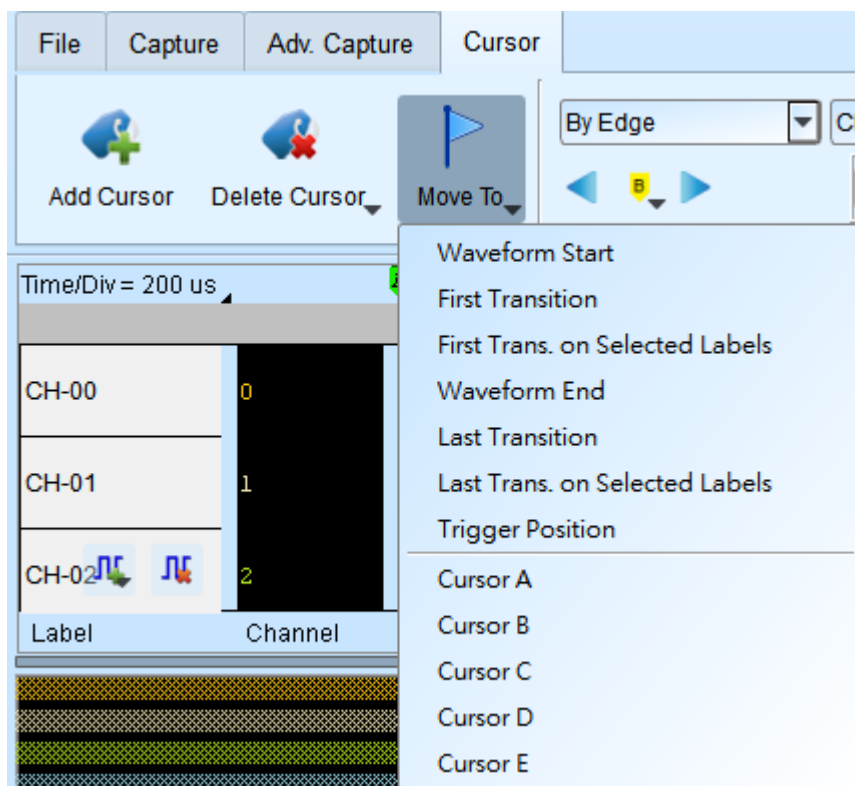 File Capture Adv. Capture Cursor
Add Cursor Delete Cursor Move To
By Edge
B
Time/Div = 200 us
CH-00 0
CH-01 1
CH-02 2
Label Channel
Waveform Start
First Transition
First Trans. on Selected Labels
Waveform End
Last Transition
Last Trans. on Selected Labels
Trigger Position
Cursor A
Cursor B
Cursor C
Cursor D
Cursor E